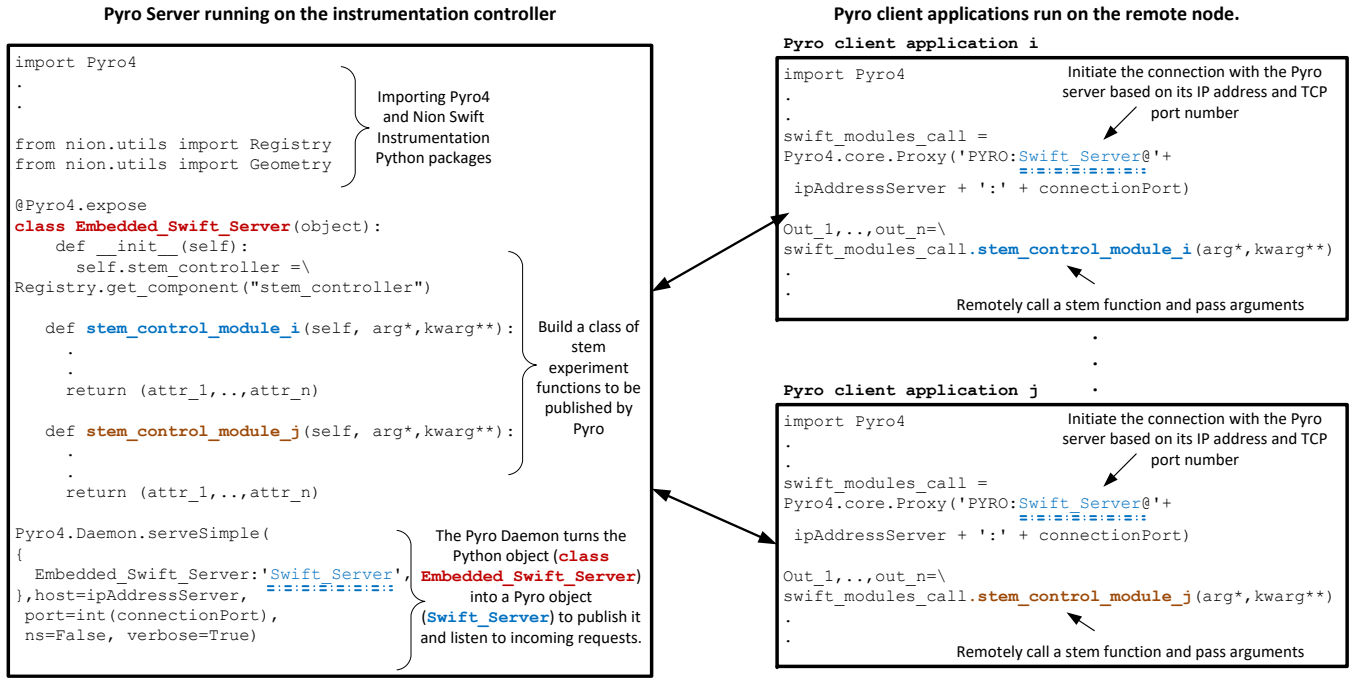 Pyro Server running on the instrumentation controller
import Pyro4
.
.
from nion.utils import Registry
from nion.utils import Geometry
Importing Pyro4
and Nion Swift
Instrumentation
Python packages
@Pyro4.expose
class Embedded_Swift_Server(object):
def __init__(self):
self.stem_controller =\
Registry.get_component("stem_controller")
def stem_control_module_i(self, arg*,kwarg**):
.
.
return (attr_1,..,attr_n)
def stem_control_module_j(self, arg*,kwarg**):
.
.
return (attr_1,..,attr_n)
Build a class of
stem
experiment
functions to be
published by
Pyro
Pyro4.Daemon.serveSimple(
{
Embedded_Swift_Server:'Swift_Server',
},host=ipAddressServer,
port=int(connectionPort),
ns=False, verbose=True)
The Pyro Daemon turns the
Python object (class
Embedded_Swift_Server)
into a Pyro object
(Swift_Server) to publish it
and listen to incoming requests.
Pyro client applications run on the remote node.
Pyro client application i
import Pyro4
.
.
Initiate the connection with the Pyro
server based on its IP address and TCP
port number
swift_modules_call =
Pyro4.core.Proxy('PYRO:Swift_Server@'+
ipAddressServer + ':' + connectionPort)
Out_1,..,out_n=\
swift_modules_call.stem_control_module_i(arg*,kwarg**)
.
.
Remotely call a stem function and pass arguments
.
.
.
Pyro client application j
import Pyro4
.
.
Initiate the connection with the Pyro
server based on its IP address and TCP
port number
swift_modules_call =
Pyro4.core.Proxy('PYRO:Swift_Server@'+
ipAddressServer + ':' + connectionPort)
Out_1,..,out_n=\
swift_modules_call.stem_control_module_j(arg*,kwarg**)
.
.
Remotely call a stem function and pass arguments